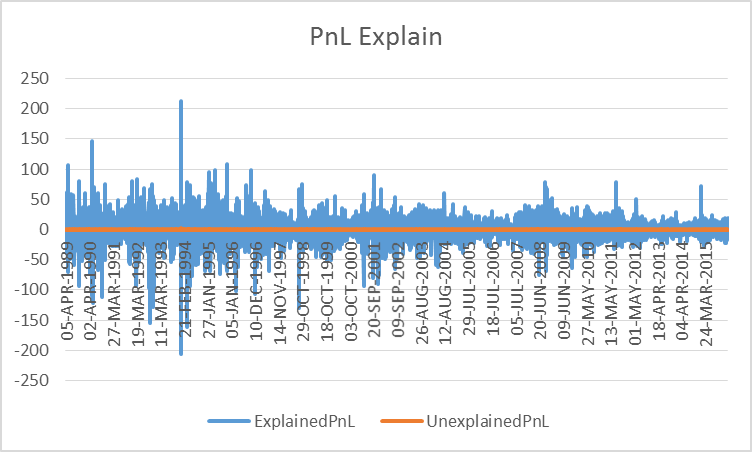 PnL Explain
250
200
150
100
50
0
-50
-100
-150
-200
-250
05-APR-1989
02-APR-1990
27-MAR-1991
19-MAR-1992
11-MAR-1993
21-FEB-1994
27-JAN-1995
05-JAN-1996
10-DEC-1996
14-NOV-1997
29-OCT-1998
18-OCT-1999
03-OCT-2000
20-SEP-2001
09-SEP-2002
26-AUG-2003
12-AUG-2004
29-JUL-2005
18-JUL-2006
05-JUL-2007
20-JUN-2008
09-JUN-2009
27-MAY-2010
13-MAY-2011
01-MAY-2012
18-APR-2013
04-APR-2014
24-MAR-2015
ExplainedPnL UnexplainedPnL